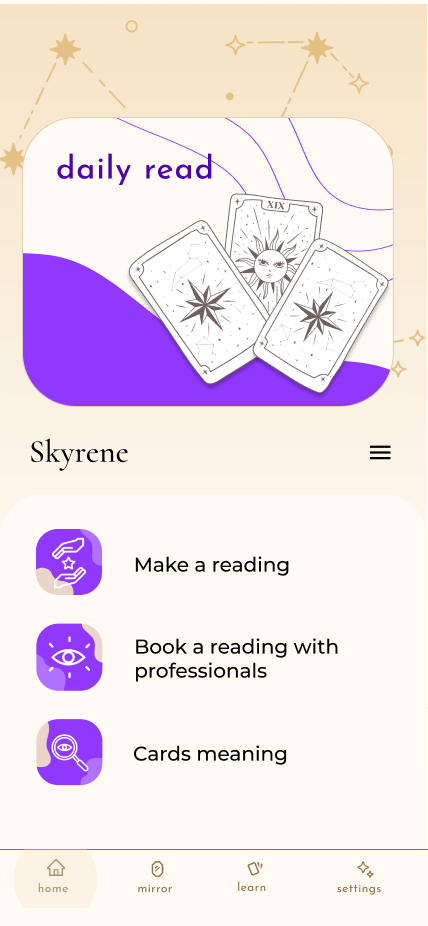 daily read
XIX
Skyrene
Make a reading
Book a reading with
professionals
Cards meaning
home
mirror
learn
settings